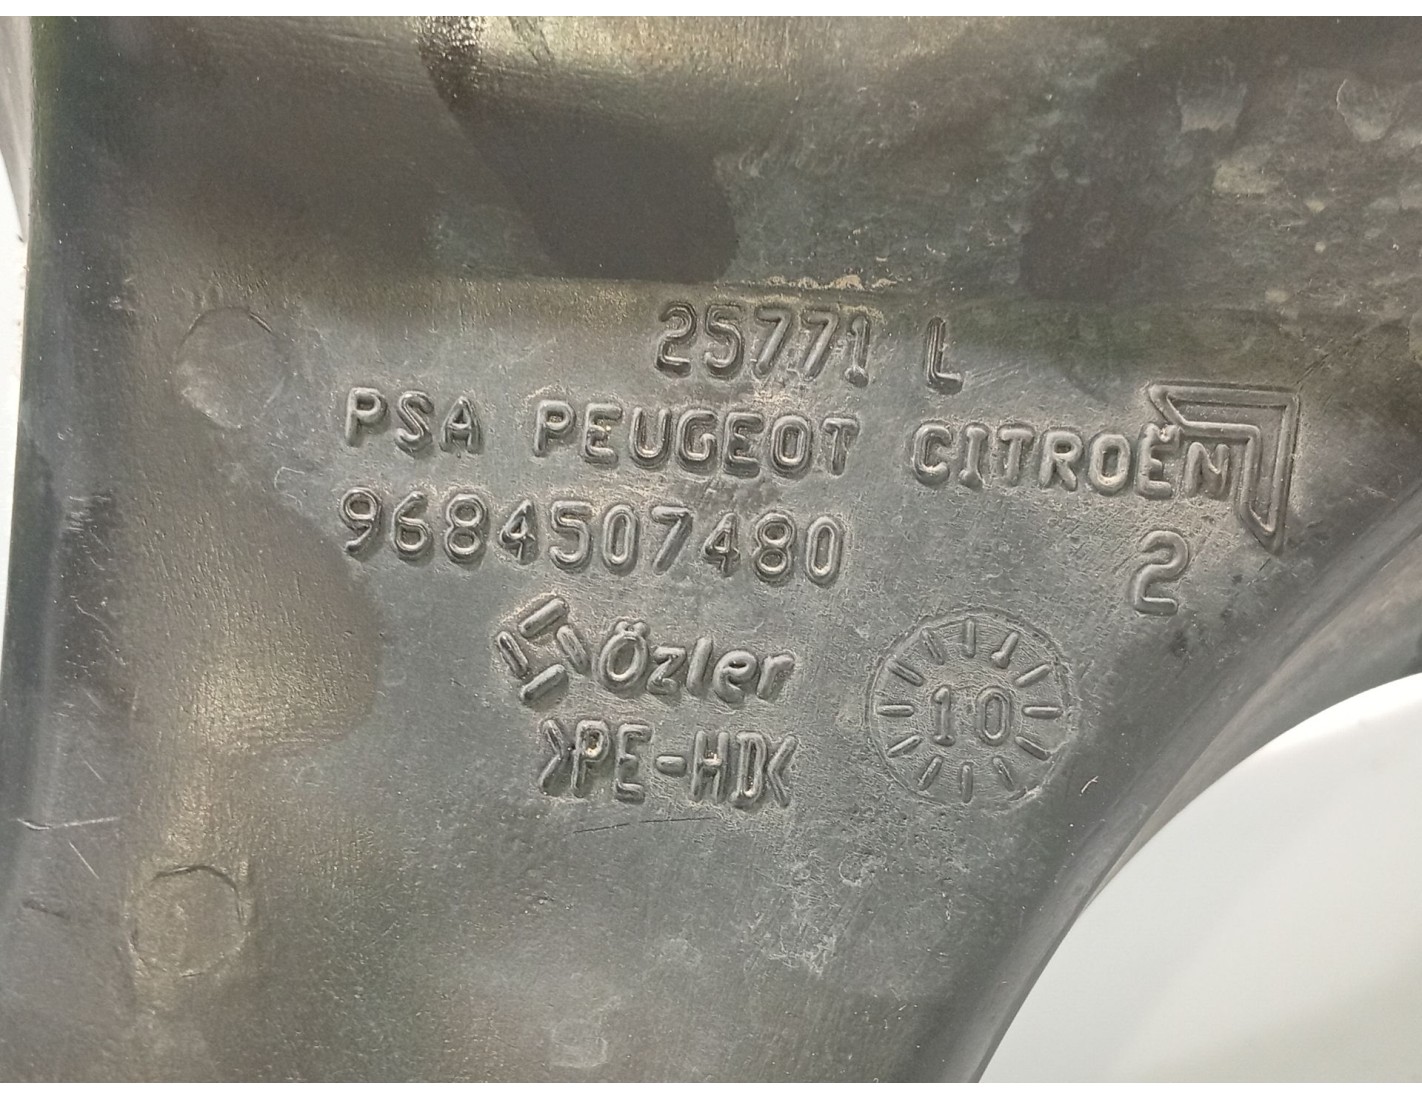 25771 L
PSA PEUGEOT CITROËN
9684507480 2
Özler
>PE-HD<
10